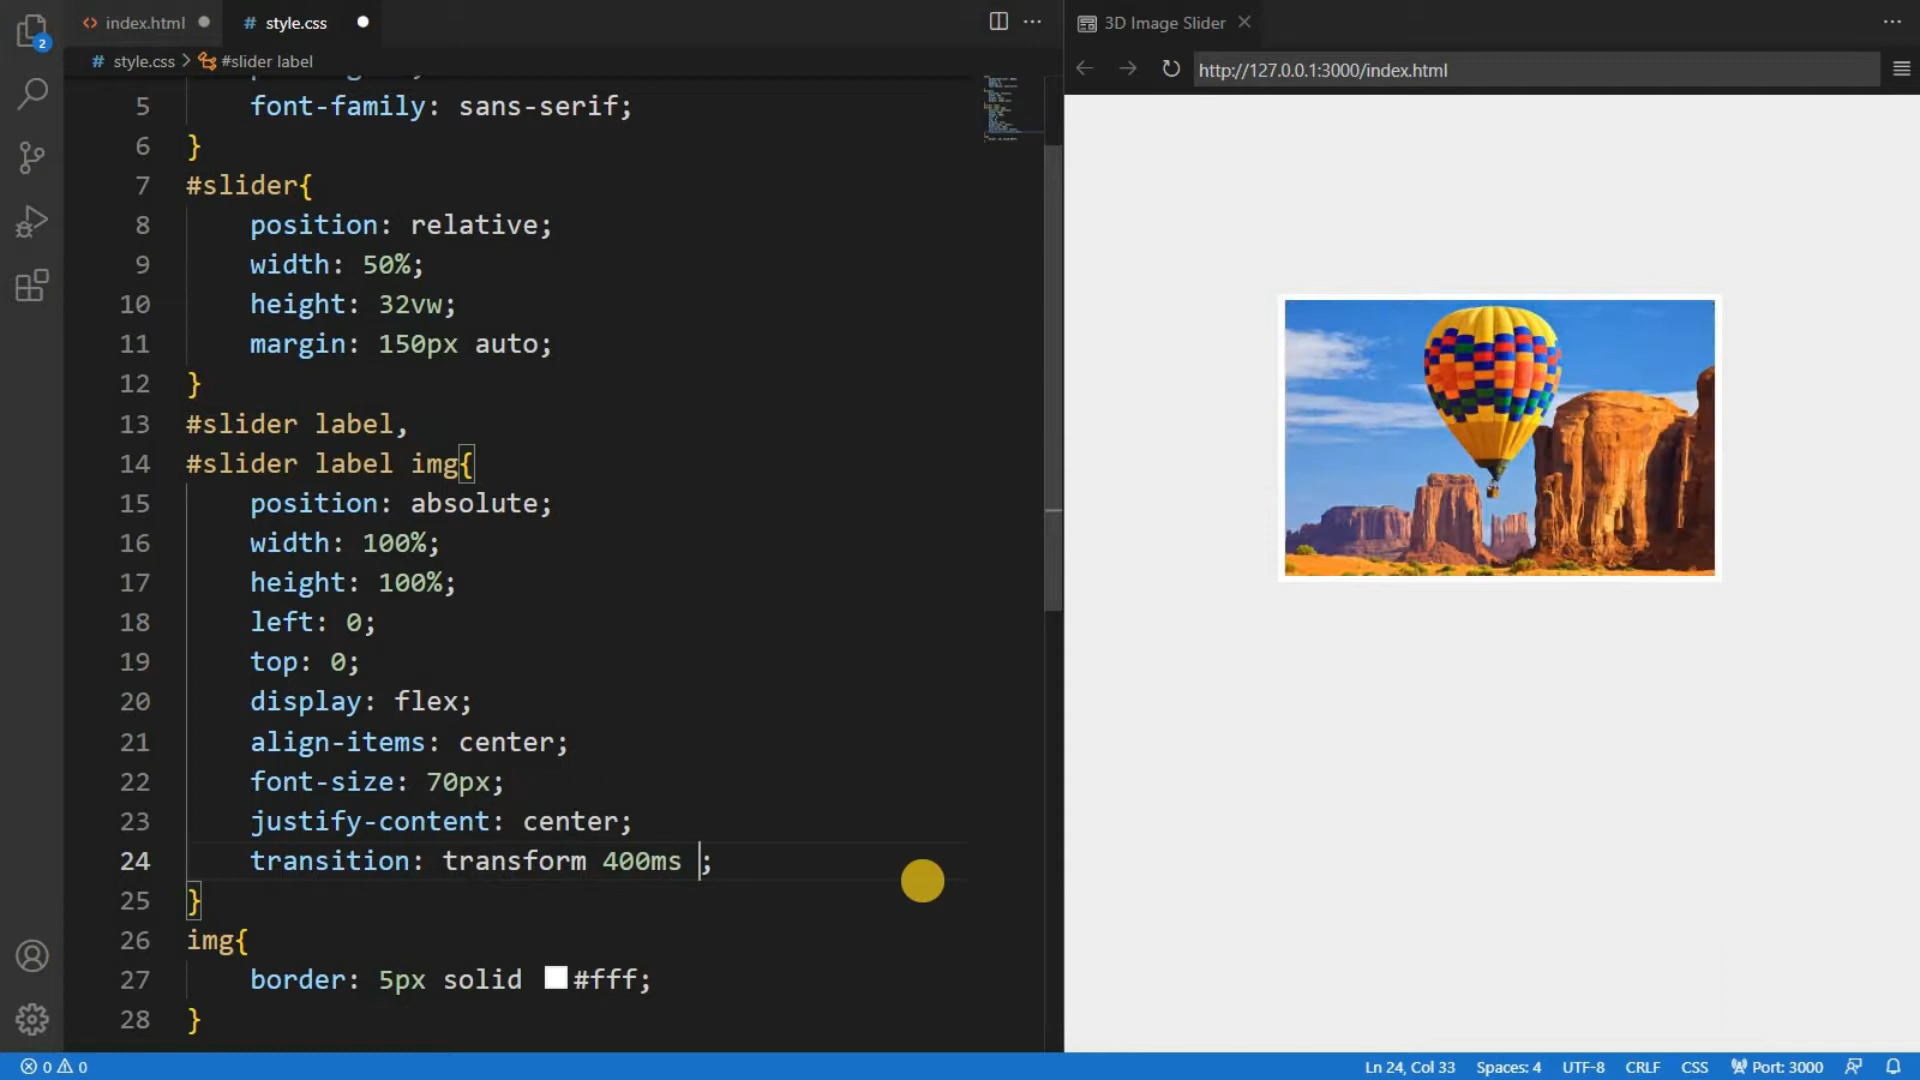 index.html
# style.css
3D Image Slider
2
# style.css > #slider label
http://127.0.0.1:3000/index.html
5 font-family: sans-serif;
6 }
7 #slider{
8 position: relative;
9 width: 50%;
10 height: 32vw;
11 margin: 150px auto;
12 }
13 #slider label,
14 #slider label img{
15 position: absolute;
16 width: 100%;
17 height: 100%;
18 left: 0;
19 top: 0;
20 display: flex;
21 align-items: center;
22 font-size: 70px;
23 justify-content: center;
24 transition: transform 400ms ;
25 }
26 img{
27 border: 5px solid #fff;
28 }
0 0 Ln 24, Col 33 Spaces: 4 UTF-8 CRLF CSS Port: 3000